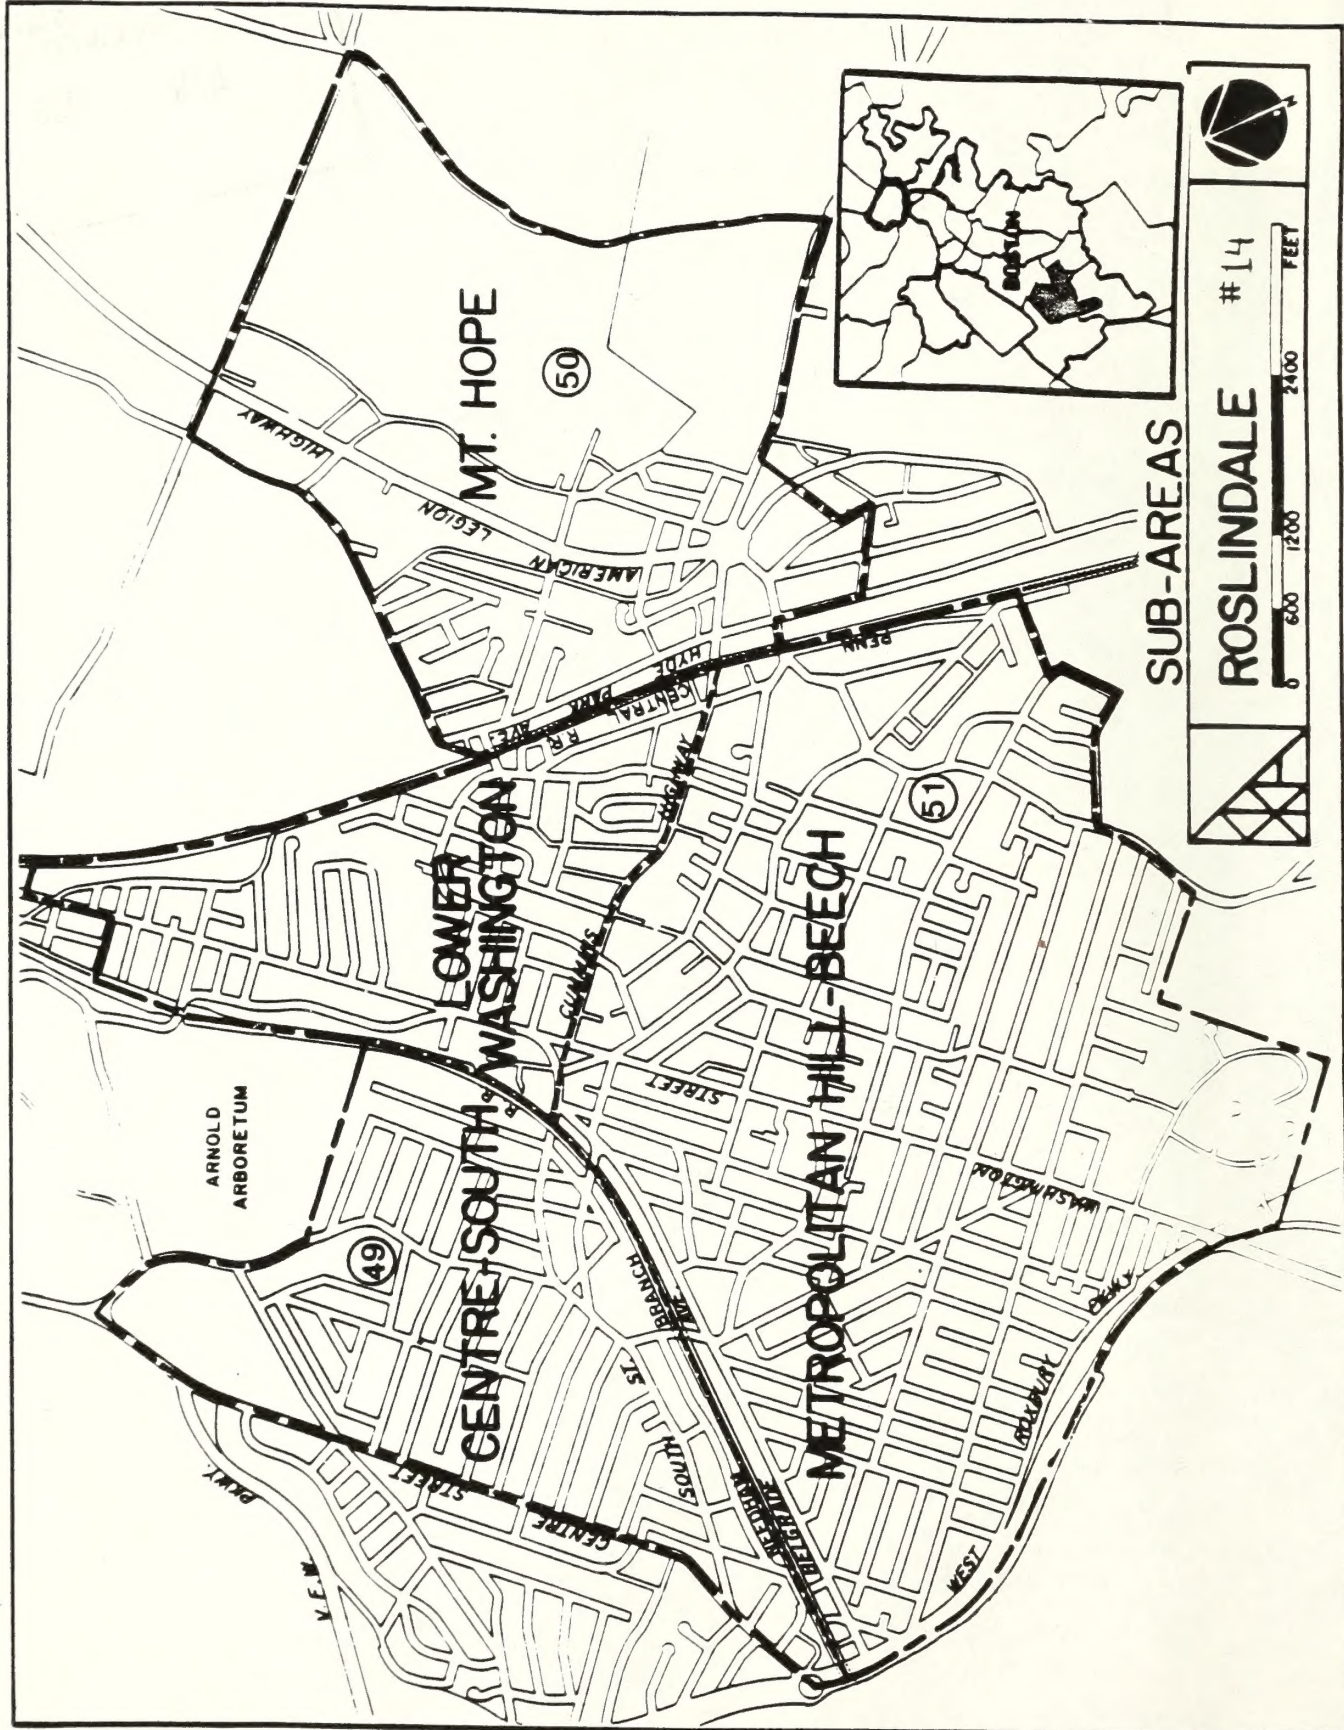 ARNOLD
ARBORETUM
V.F.W.
PKWY.
CENTRE
STREET
49
CENTRE-SOUTH
LOWER
WASHINGTON
MT. HOPE
50
AMERICAN
LEGION
HIGHWAY
HYDE
PARK
AVE.
PENN
CENTRAL
R.R.
CUMMINS
HIGHWAY
SOUTH
ST.
NEEDHAM
BRANCH
R.R.
BELGRADE
AVE.
METROPOLITAN HILL-BEECH
51
WASHINGTON
STREET
WEST
ROXBURY
PKWY
BOSTON
SUB-AREAS
ROSLINDALE #14
0 600 1200 2400 FEET
N